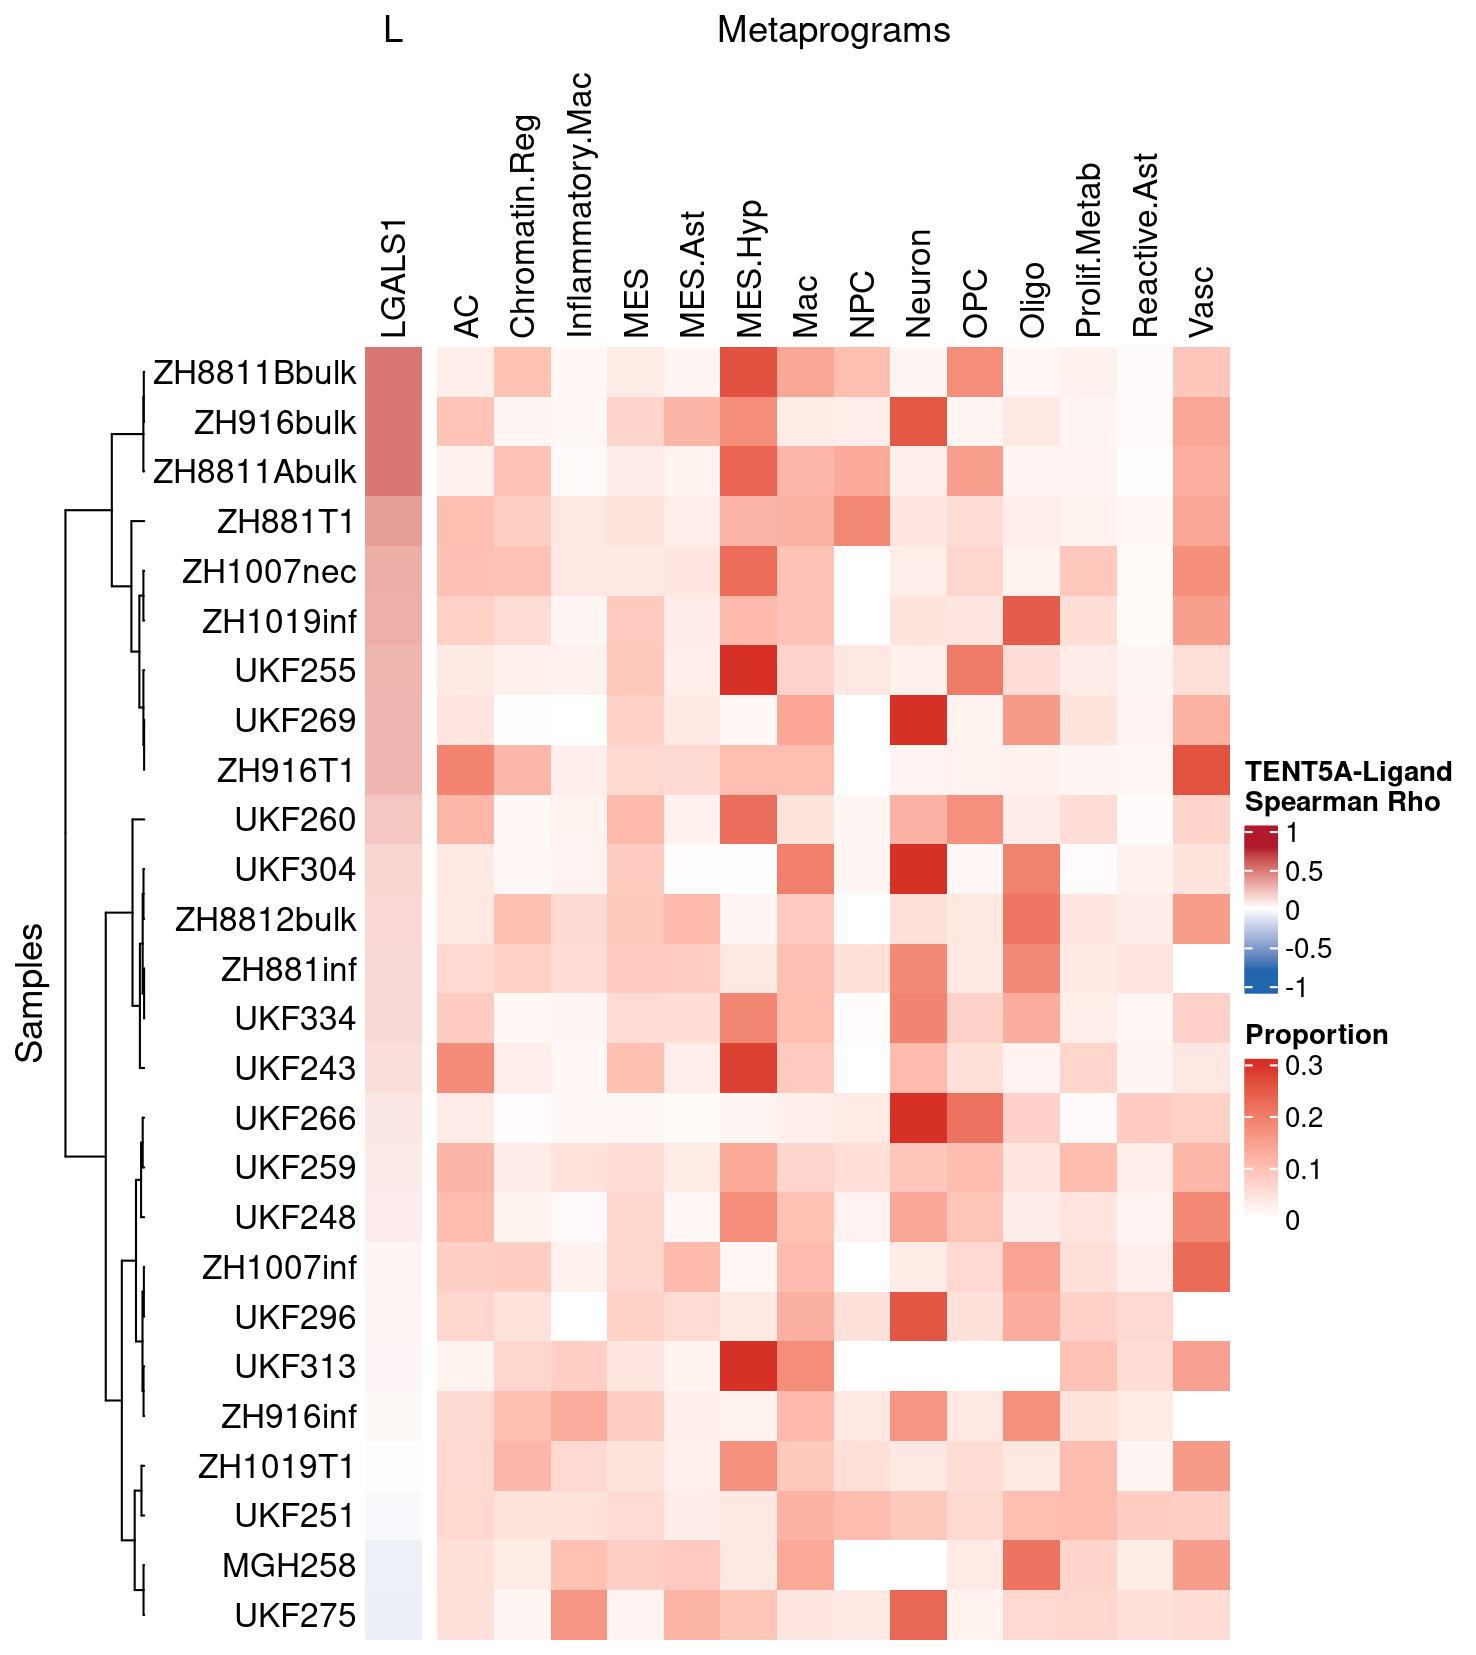 L
Metaprograms
LGALS1
AC
Chromatin.Reg
Inflammatory.Mac
MES
MES.Ast
MES.Hyp
Mac
NPC
Neuron
OPC
Oligo
Prolif.Metab
Reactive.Ast
Vasc
Samples
ZH8811Bbulk
ZH916bulk
ZH8811Abulk
ZH881T1
ZH1007nec
ZH1019inf
UKF255
UKF269
ZH916T1
UKF260
UKF304
ZH8812bulk
ZH881inf
UKF334
UKF243
UKF266
UKF259
UKF248
ZH1007inf
UKF296
UKF313
ZH916inf
ZH1019T1
UKF251
MGH258
UKF275
TENT5A-Ligand
Spearman Rho
1
0.5
0
-0.5
-1
Proportion
0.3
0.2
0.1
0